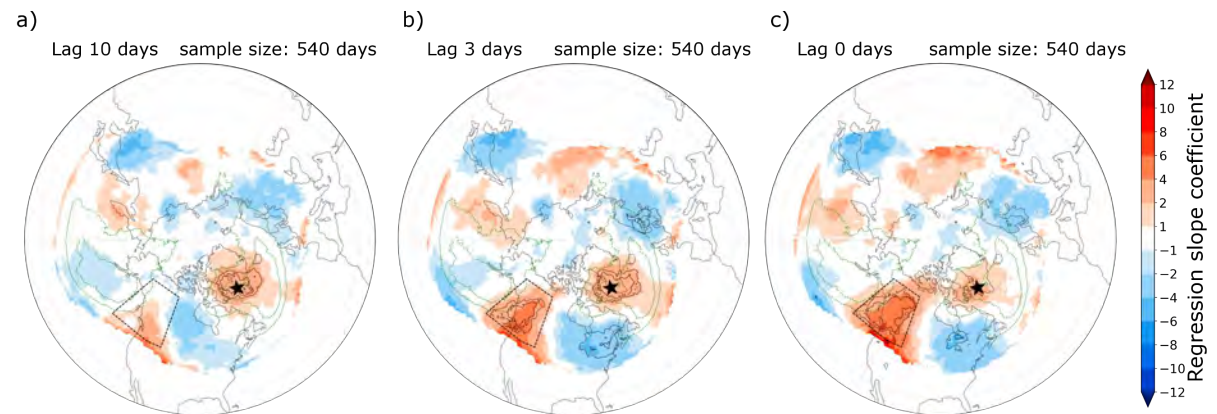 a)
Lag 10 days sample size: 540 days
b)
Lag 3 days sample size: 540 days
c)
Lag 0 days sample size: 540 days
12
10
8
6
4
2
1
−1
−2
−4
−6
−8
−10
−12
Regression slope coefficient